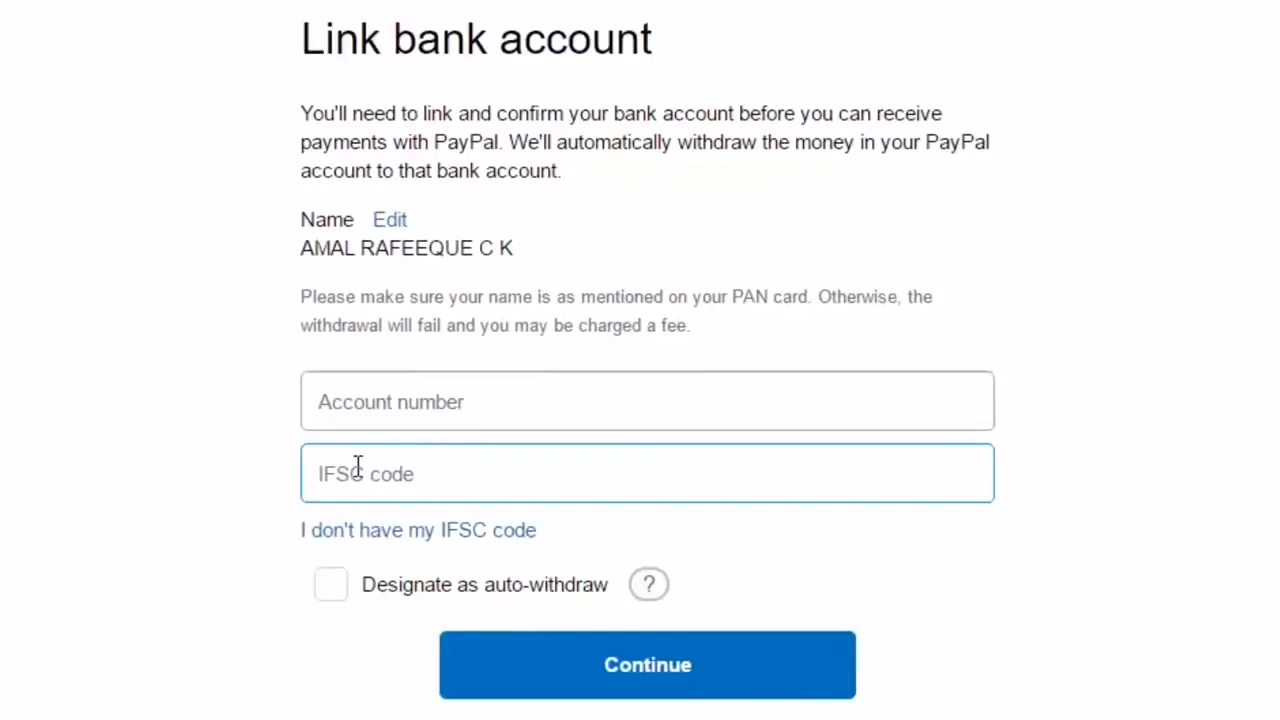 Link bank account
You'll need to link and confirm your bank account before you can receive
payments with PayPal. We'll automatically withdraw the money in your PayPal
account to that bank account.
Name Edit
AMAL RAFEEQUE C K
Please make sure your name is as mentioned on your PAN card. Otherwise, the
withdrawal will fail and you may be charged a fee.
Account number
IFSC code
I don't have my IFSC code
Designate as auto-withdraw ?
Continue